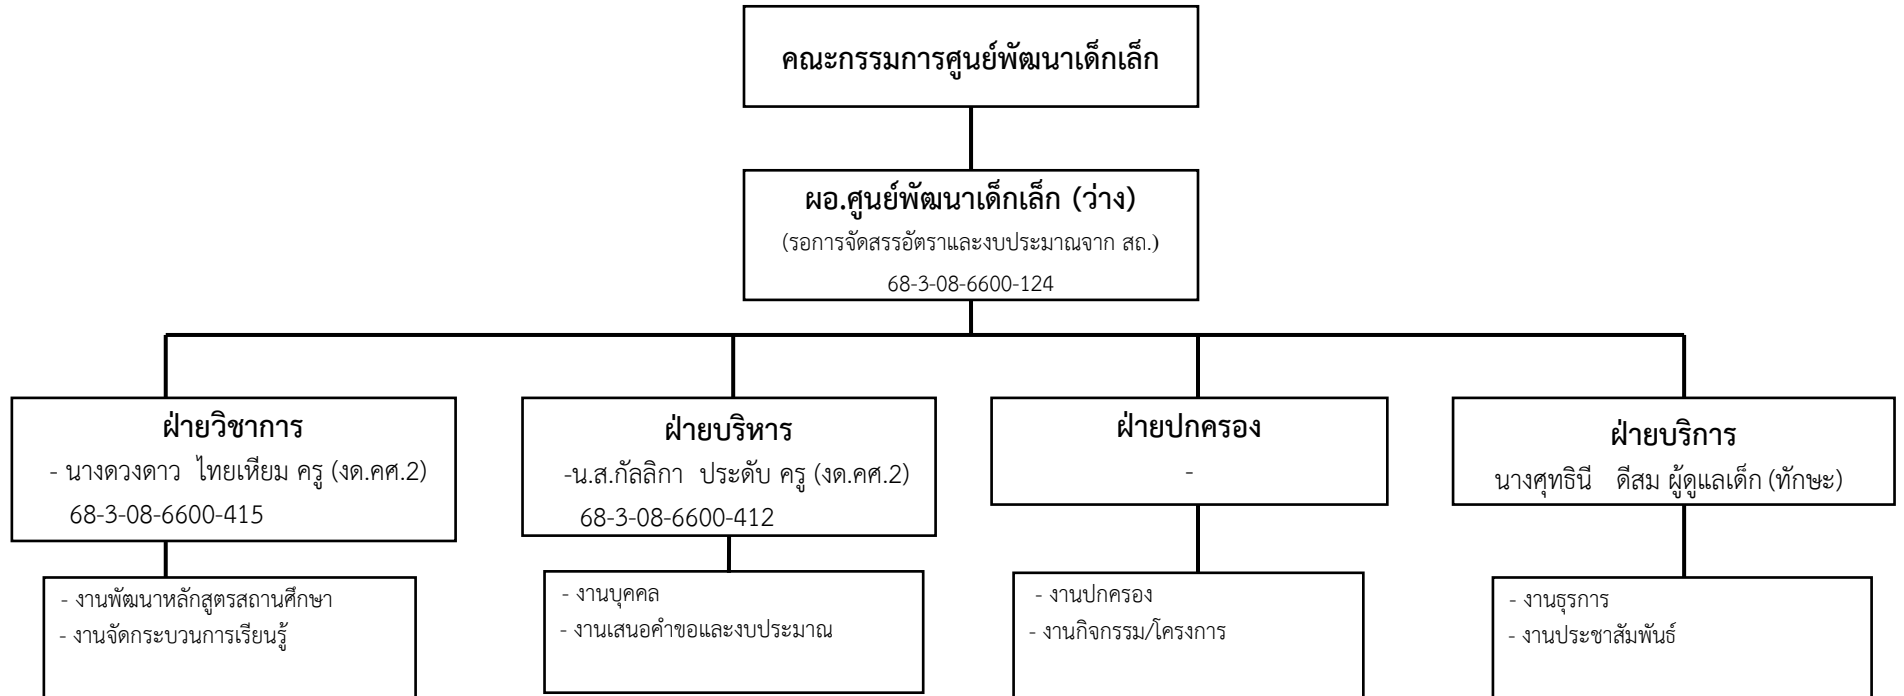 คณะกรรมการศูนย์พัฒนาเด็กเล็ก
ผอ.ศูนย์พัฒนาเด็กเล็ก (ว่าง)
(รอการจัดสรรอัตราและงบประมาณจาก สถ.)
68-3-08-6600-124
ฝ่ายวิชาการ
- นางดวงดาว ไทยเหียม ครู (งด.คศ.2)
68-3-08-6600-415
ฝ่ายบริหาร
-น.ส.กัลลิกา ประดับ ครู (งด.คศ.2)
68-3-08-6600-412
ฝ่ายปกครอง
-
ฝ่ายบริการ
นางศุทธินี ดีสม ผู้ดูแลเด็ก (ทักษะ)
- งานพัฒนาหลักสูตรสถานศึกษา
- งานจัดกระบวนการเรียนรู้
- งานบุคคล
- งานเสนอคำขอและงบประมาณ
- งานปกครอง
- งานกิจกรรม/โครงการ
- งานธุรการ
- งานประชาสัมพันธ์